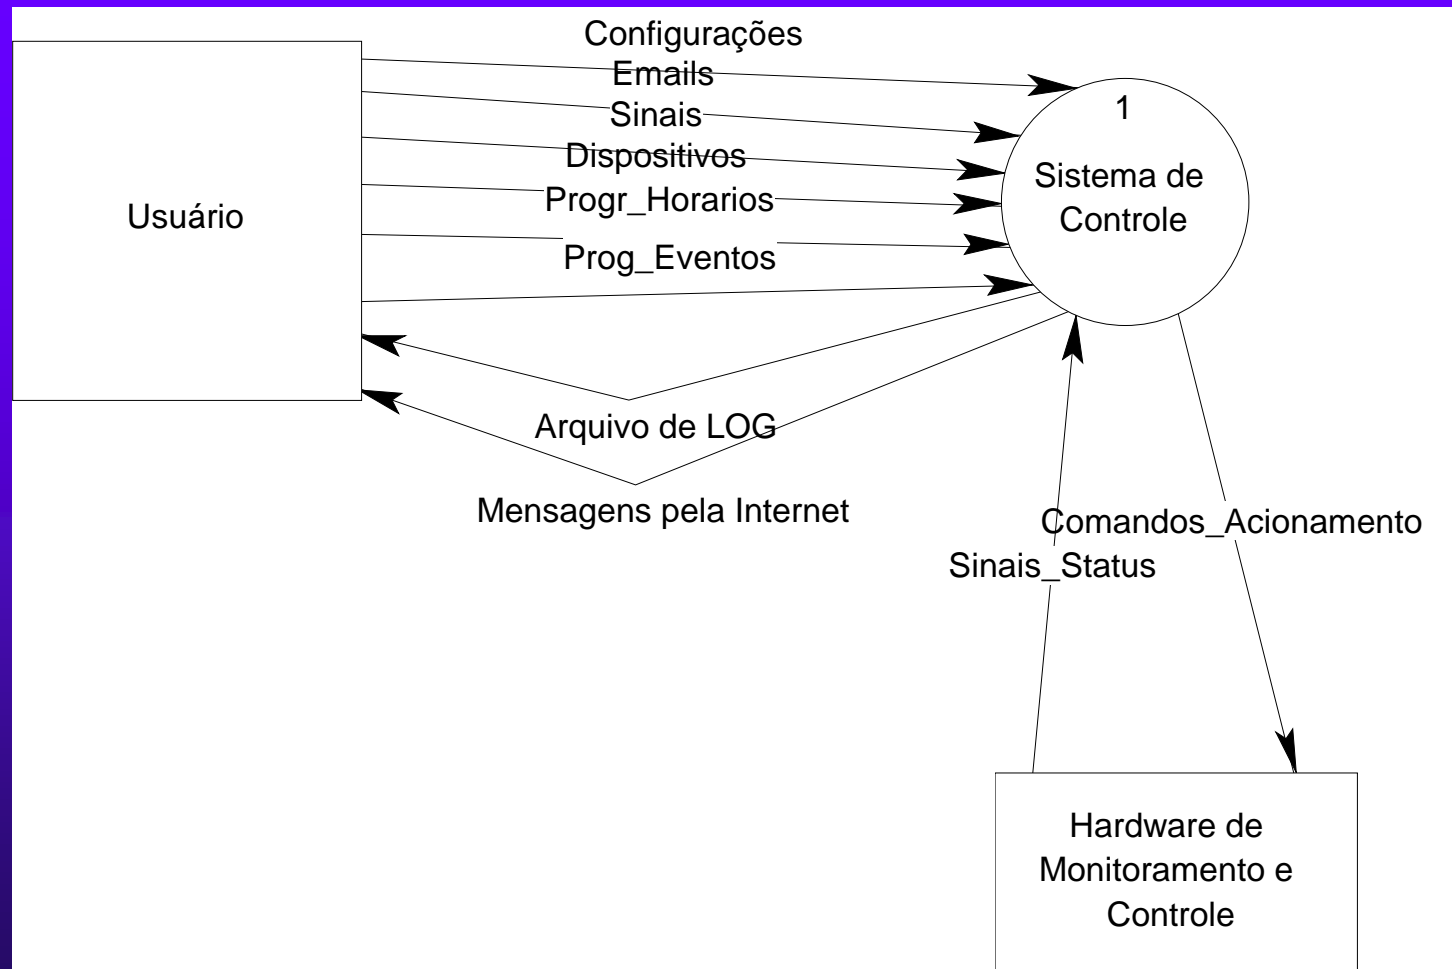 Configurações
Emails
Sinais
Dispositivos
Progr_Horarios
Prog_Eventos
Usuário
1
Sistema de
Controle
Arquivo de LOG
Mensagens pela Internet
Comandos_Acionamento
Sinais_Status
Hardware de
Monitoramento e
Controle